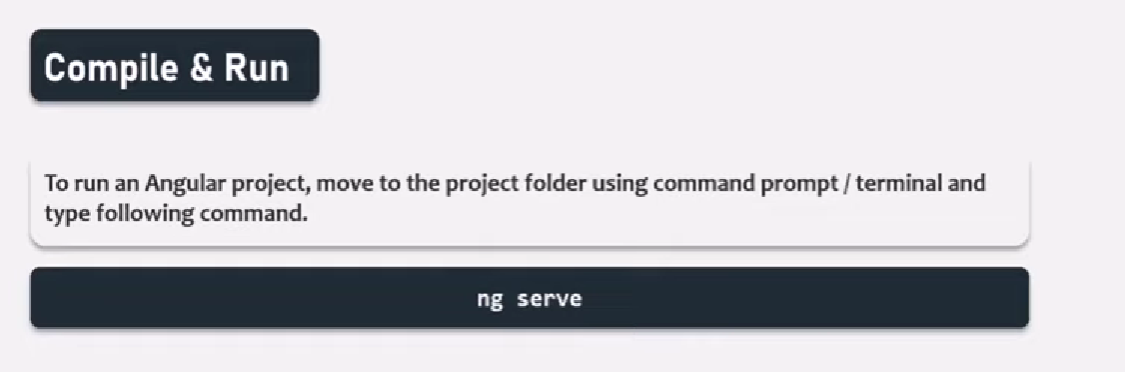 Compile & Run
To run an Angular project, move to the project folder using command prompt / terminal and
type following command.
ng serve